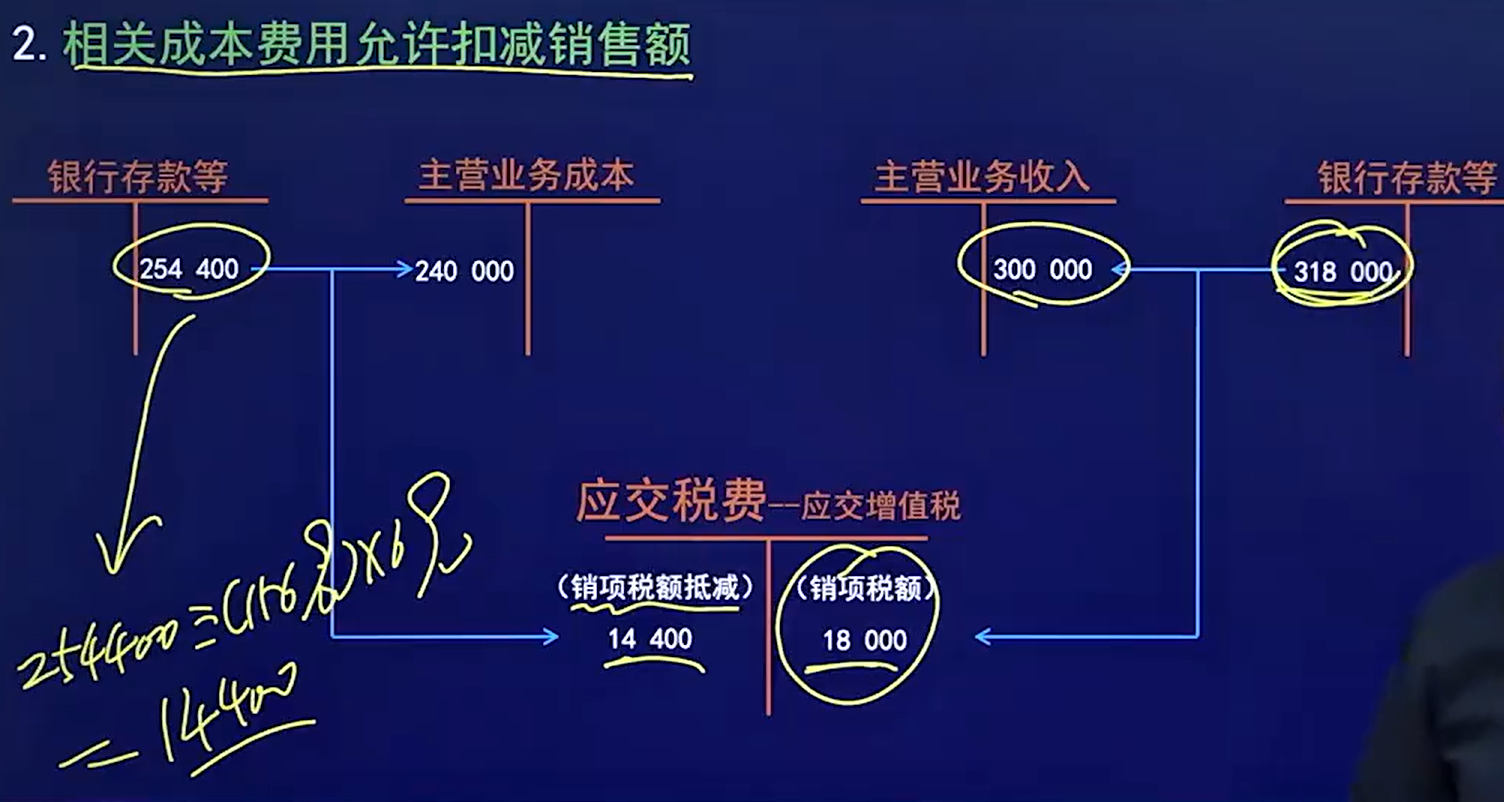 2. 相关成本费用允许扣减销售额
银行存款等 主营业务成本 主营业务收入 银行存款等
254 400 240 000 300 000 318 000
应交税费--应交增值税
(销项税额抵减) (销项税额)
14 400 18 000
254400÷(1+6%)×6%
=14400